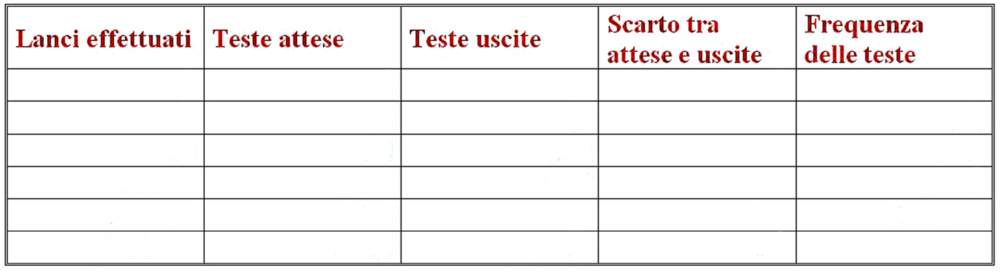 Lanci effettuati
Teste attese
Teste uscite
Scarto tra
attese e uscite
Frequenza
delle teste